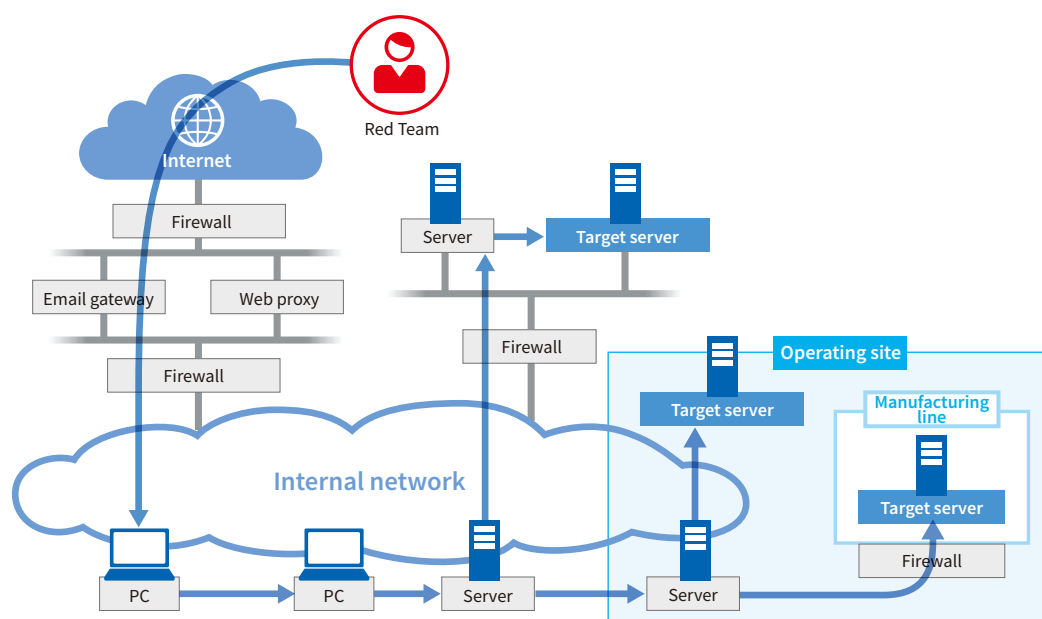 Red Team
Internet
Firewall
Email gateway
Web proxy
Firewall
Server
Target server
Firewall
Operating site
Target server
Manufacturing
line
Target server
Firewall
Internal network
PC
PC
Server
Server